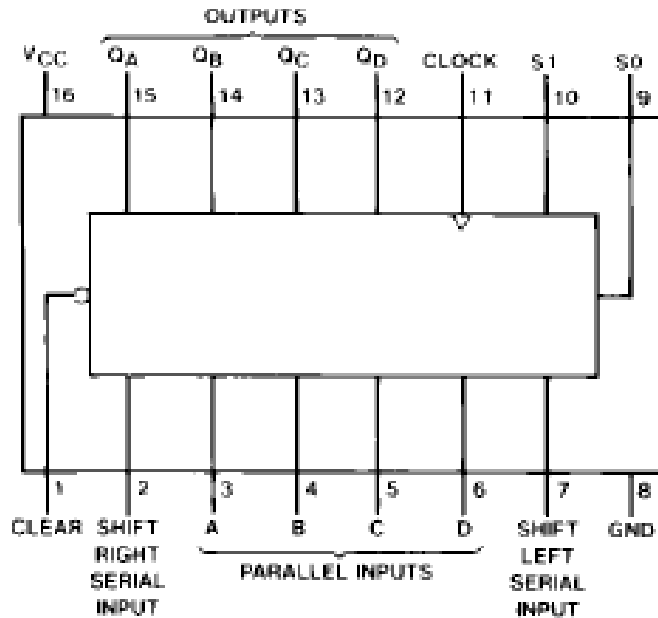 OUTPUTS
VCC QA QB QC QD CLOCK S1 S0
16 15 14 13 12 11 10 9
1 2 3 4 5 6 7 8
CLEAR SHIFT A B C D SHIFT GND
RIGHT LEFT
PARALLEL INPUTS
SERIAL SERIAL
INPUT INPUT